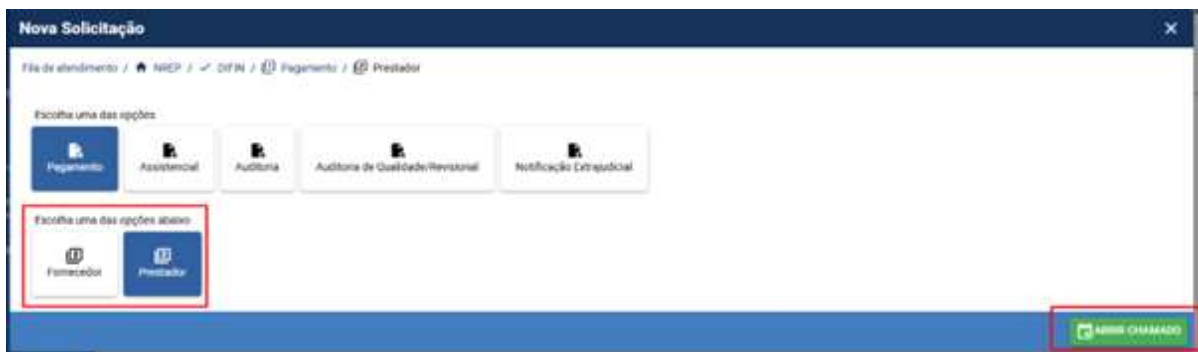 Nova Solicitação
Fila de atendimento / NREP / DIFIN / Pagamento / Prestador
Escolha uma das opções
Pagamento Assistencial Auditoria Auditoria de Qualidade/Revisional Notificação Extrajudicial
Escolha uma das opções abaixo
Fornecedor Prestador
ABRIR CHAMADO